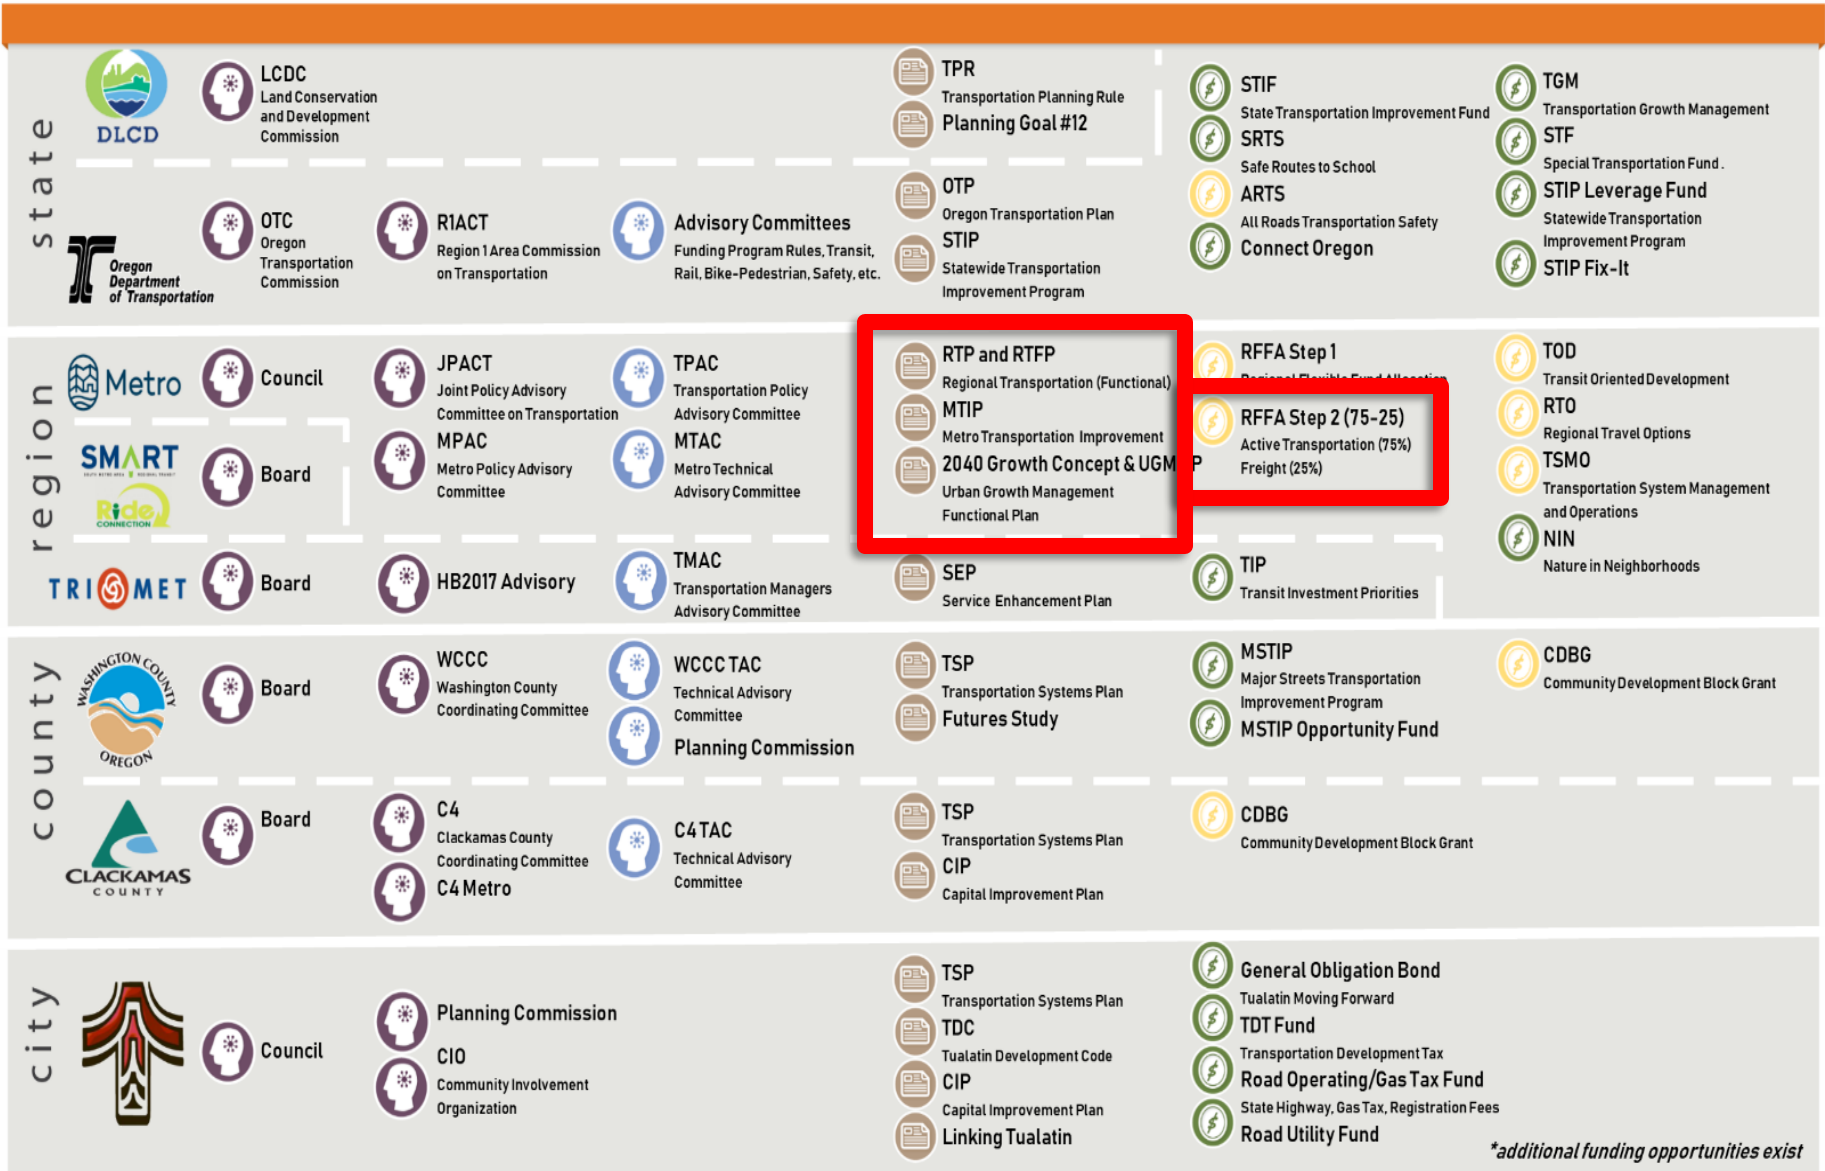 state
DLCD
LCDC
Land Conservation
and Development
Commission
TPR
Transportation Planning Rule
Planning Goal #12
STIF
State Transportation Improvement Fund
SRTS
Safe Routes to School
ARTS
All Roads Transportation Safety
Connect Oregon
TGM
Transportation Growth Management
STF
Special Transportation Fund .
STIP Leverage Fund
Statewide Transportation
Improvement Program
STIP Fix-It
Oregon
Department
of Transportation
OTC
Oregon
Transportation
Commission
R1ACT
Region 1 Area Commission
on Transportation
Advisory Committees
Funding Program Rules, Transit,
Rail, Bike-Pedestrian, Safety, etc.
OTP
Oregon Transportation Plan
STIP
Statewide Transportation
Improvement Program
region
Metro
Council
JPACT
Joint Policy Advisory
Committee on Transportation
MPAC
Metro Policy Advisory
Committee
TPAC
Transportation Policy
Advisory Committee
MTAC
Metro Technical
Advisory Committee
RTP and RTFP
Regional Transportation (Functional)
MTIP
Metro Transportation Improvement
2040 Growth Concept & UGM P
Urban Growth Management
Functional Plan
RFFA Step 1
Regional Flexible Fund Allocation
RFFA Step 2 (75-25)
Active Transportation (75%)
Freight (25%)
TOD
Transit Oriented Development
RTO
Regional Travel Options
TSMO
Transportation System Management
and Operations
NIN
Nature in Neighborhoods
SMART
Board
Ride
CONNECTION
TRI MET
Board
HB2017 Advisory
TMAC
Transportation Managers
Advisory Committee
SEP
Service Enhancement Plan
TIP
Transit Investment Priorities
county
WASHINGTON COUNTY
OREGON
Board
WCCC
Washington County
Coordinating Committee
WCCC TAC
Technical Advisory
Committee
Planning Commission
TSP
Transportation Systems Plan
Futures Study
MSTIP
Major Streets Transportation
Improvement Program
MSTIP Opportunity Fund
CDBG
Community Development Block Grant
CLACKAMAS
COUNTY
Board
C4
Clackamas County
Coordinating Committee
C4 Metro
C4 TAC
Technical Advisory
Committee
TSP
Transportation Systems Plan
CIP
Capital Improvement Plan
CDBG
Community Development Block Grant
city
Council
Planning Commission
CIO
Community Involvement
Organization
TSP
Transportation Systems Plan
TDC
Tualatin Development Code
CIP
Capital Improvement Plan
Linking Tualatin
General Obligation Bond
Tualatin Moving Forward
TDT Fund
Transportation Development Tax
Road Operating/Gas Tax Fund
State Highway, Gas Tax, Registration Fees
Road Utility Fund
*additional funding opportunities exist